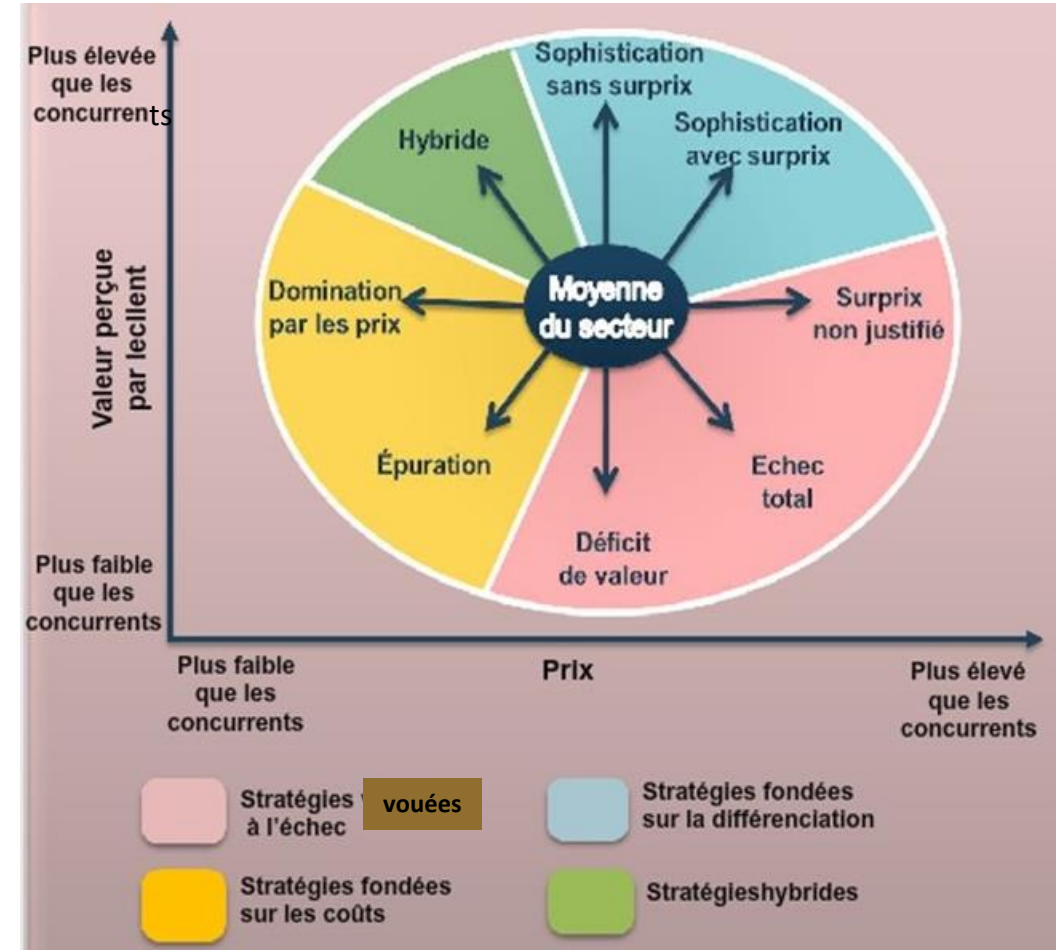 Plus élevée
que les
concurrents
Sophistication
sans surprix
Sophistication
avec surprix
Hybride
Valeur perçue
par leclient
Domination
par les prix
Moyenne
du secteur
Surprix
non justifié
Épuration
Echec
total
Déficit
de valeur
Plus faible
que les
concurrents
Plus faible
que les
concurrents
Prix
Plus élevé
que les
concurrents
Stratégies vouées
à l'échec
Stratégies fondées
sur la différenciation
Stratégies fondées
sur les coûts
Stratégieshybrides